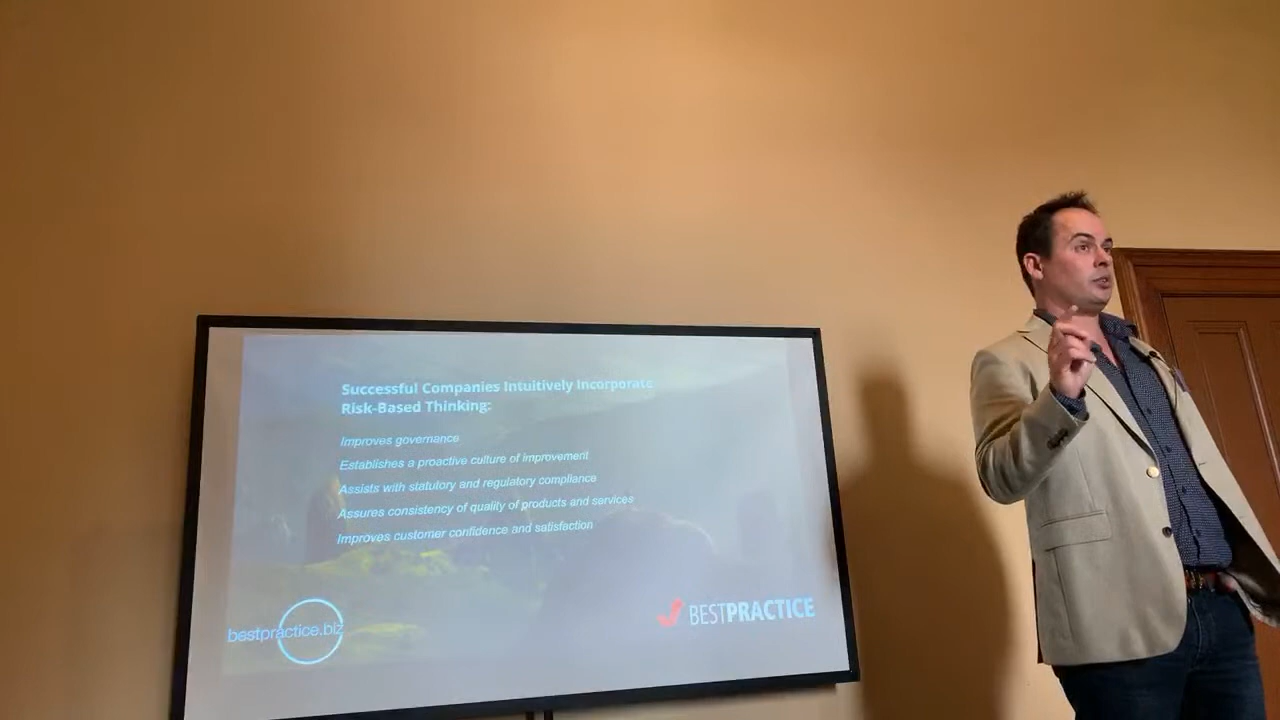 Successful Companies Intuitively Incorporate
Risk-Based Thinking:
Improves governance
Establishes a proactive culture of improvement
Assists with statutory and regulatory compliance
Assures consistency of quality of products and services
Improves customer confidence and satisfaction
bestpractice.biz
BESTPRACTICE